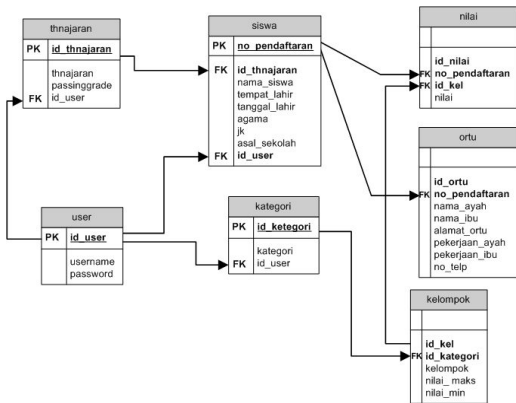 thnajaran
PK id_thnajaran
thnajaran
passinggrade
FK id_user
siswa
PK no_pendaftaran
FK id_thnajaran
nama_siswa
tempat_lahir
tanggal_lahir
agama
jk
asal_sekolah
FK id_user
nilai
id_nilai
FK no_pendaftaran
FK id_kel
nilai
ortu
id_ortu
FK no_pendaftaran
nama_ayah
nama_ibu
alamat_ortu
pekerjaan_ayah
pekerjaan_ibu
no_telp
user
PK id_user
username
password
kategori
PK id_ketegori
kategori
FK id_user
kelompok
id_kel
FK id_kategori
kelompok
nilai_ maks
nilai_min